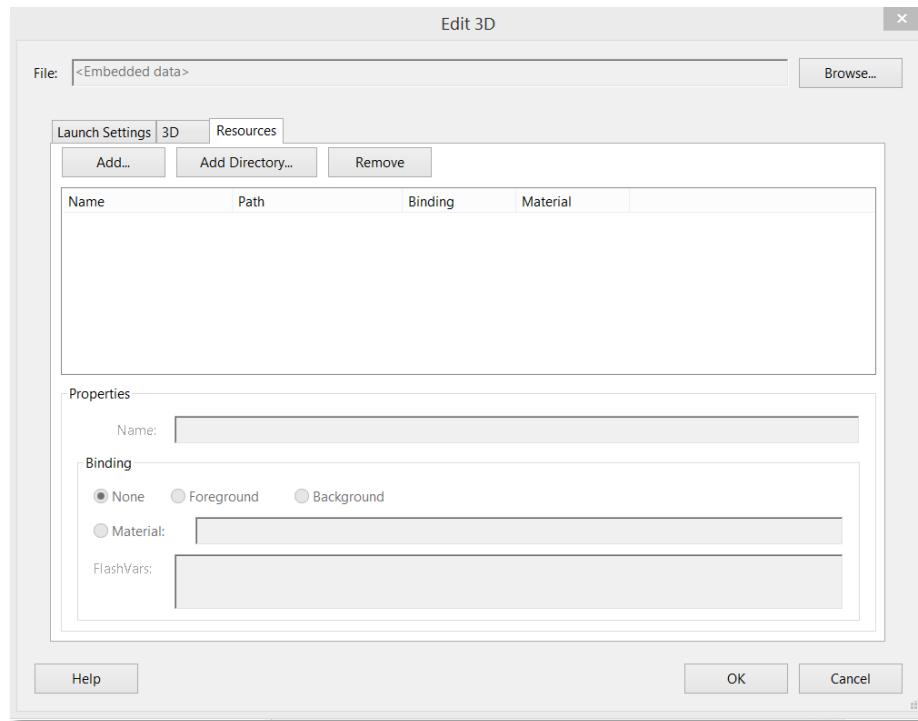 Edit 3D
File: <Embedded data> Browse...
Launch Settings 3D Resources
Add... Add Directory... Remove
Name Path Binding Material
Properties
Name:
Binding
None Foreground Background
Material:
FlashVars:
Help OK Cancel